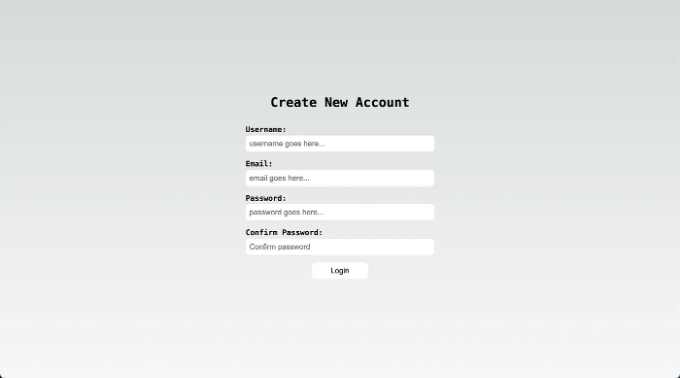 Create New Account
Username:
username goes here...
Email:
email goes here...
Password:
password goes here...
Confirm Password:
Confirm password
Login